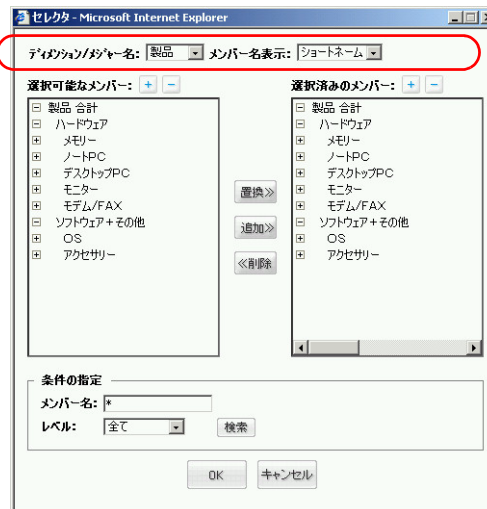 セレクタ - Microsoft Internet Explorer
ディメンション/メジャー名: 製品 メンバー名表示: ショートネーム
選択可能なメンバー: + − 選択済みのメンバー: + −
製品 合計 製品 合計
ハードウェア ハードウェア
メモリー メモリー
ノートPC ノートPC
デスクトップPC デスクトップPC
モニター 置換≫ モニター
モデム/FAX モデム/FAX
ソフトウェア+その他 追加≫ ソフトウェア+その他
OS OS
アクセサリー ≪削除 アクセサリー
条件の指定
メンバー名: *
レベル: 全て 検索
OK キャンセル